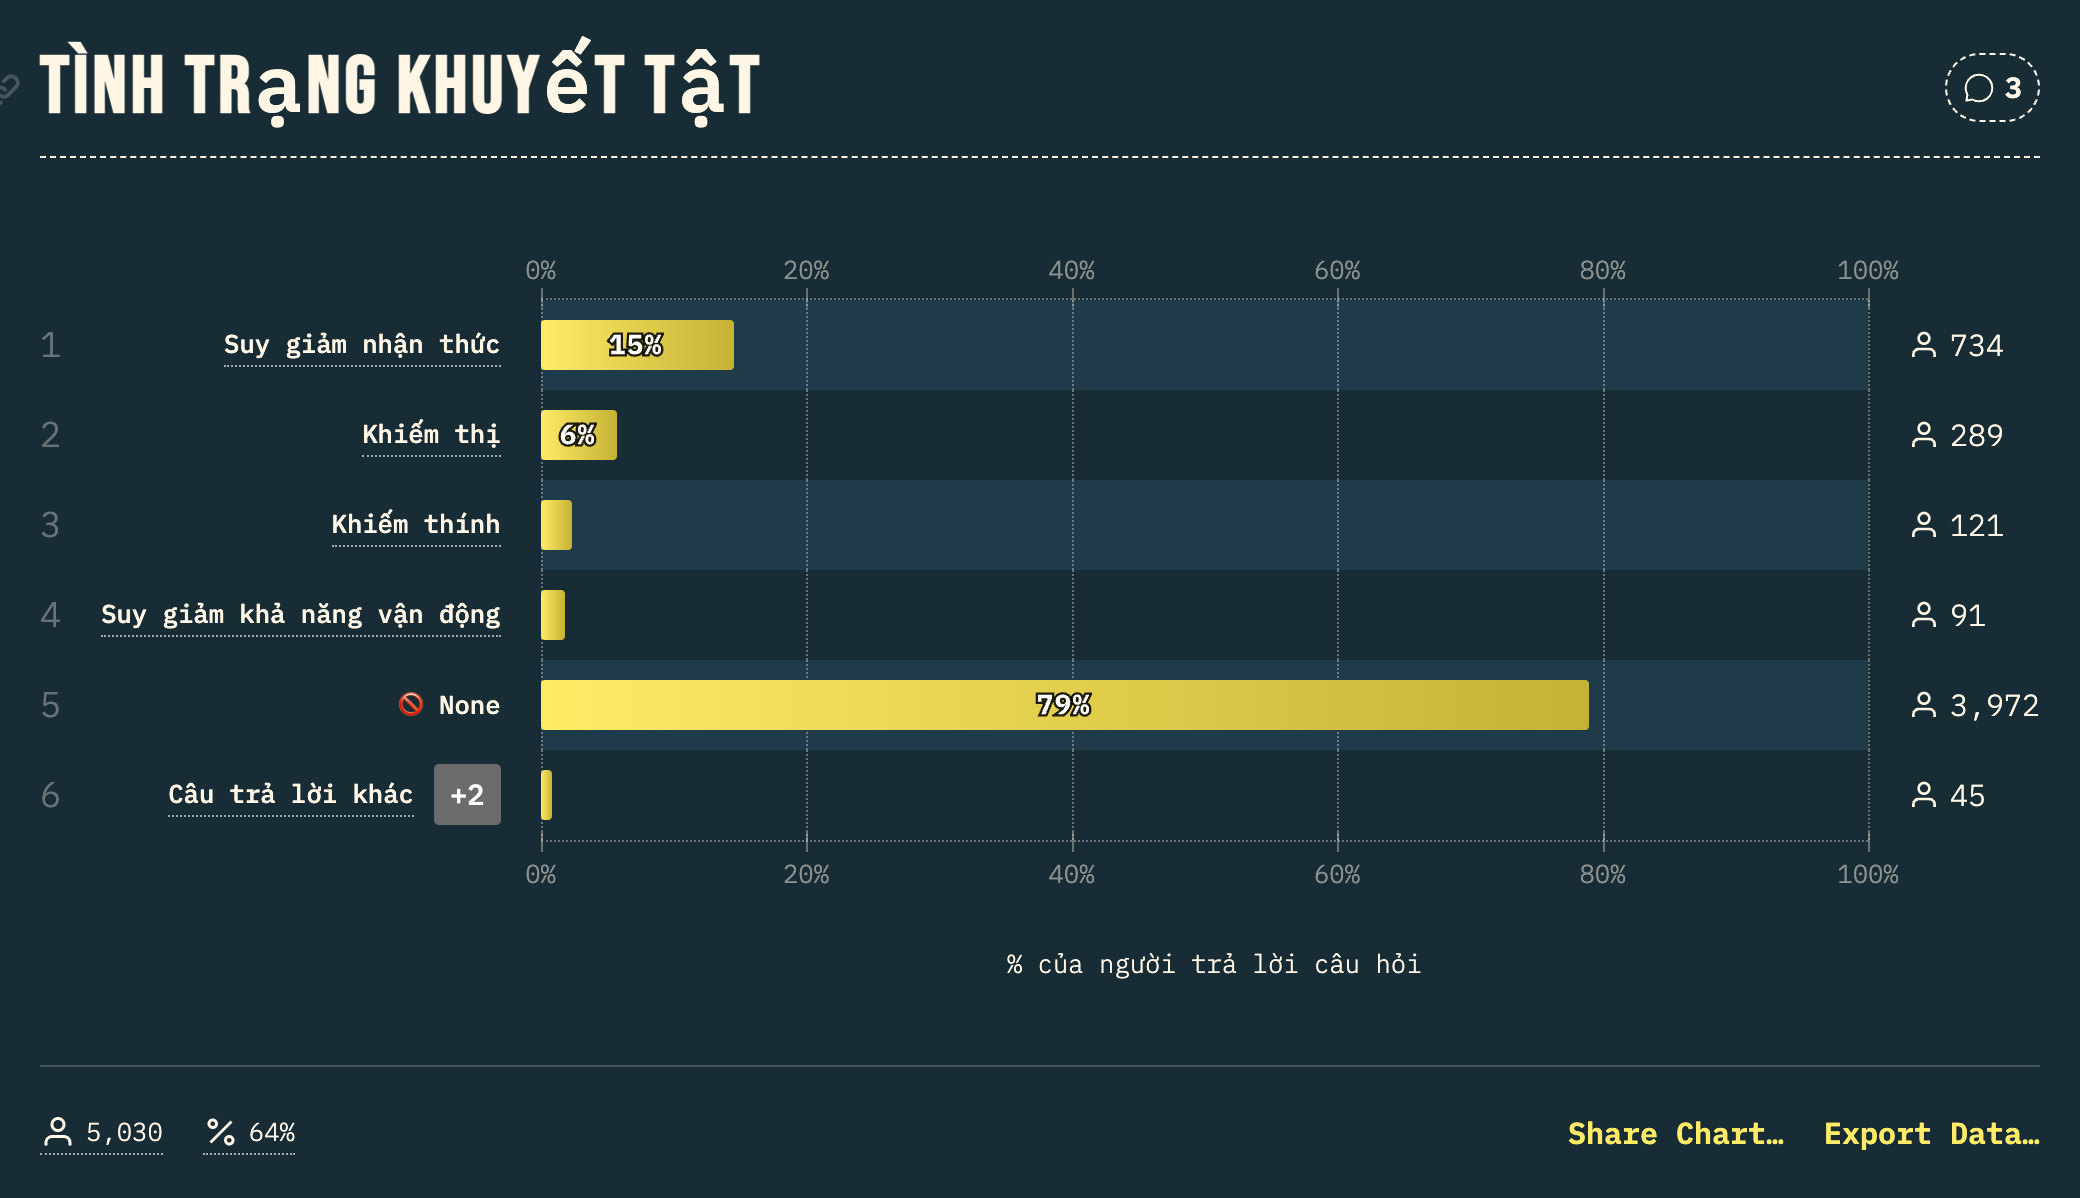 TÌNH TRạNG KHUYếT TậT
3
0% 20% 40% 60% 80% 100%
1 Suy giảm nhận thức 15% 734
2 Khiếm thị 6% 289
3 Khiếm thính 121
4 Suy giảm khả năng vận động 91
5 None 79% 3,972
6 Câu trả lời khác +2 45
0% 20% 40% 60% 80% 100%
% của người trả lời câu hỏi
5,030 64% Share Chart… Export Data…